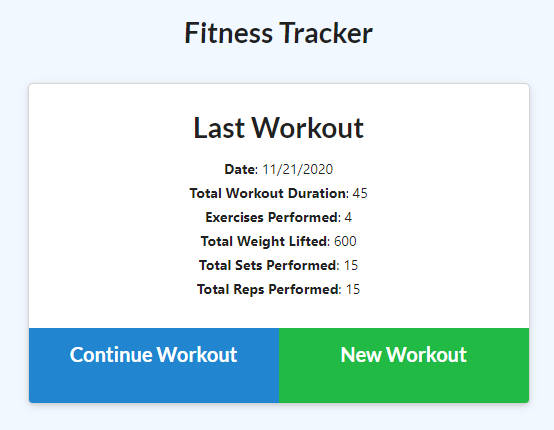 Fitness Tracker
Last Workout
Date: 11/21/2020
Total Workout Duration: 45
Exercises Performed: 4
Total Weight Lifted: 600
Total Sets Performed: 15
Total Reps Performed: 15
Continue Workout
New Workout